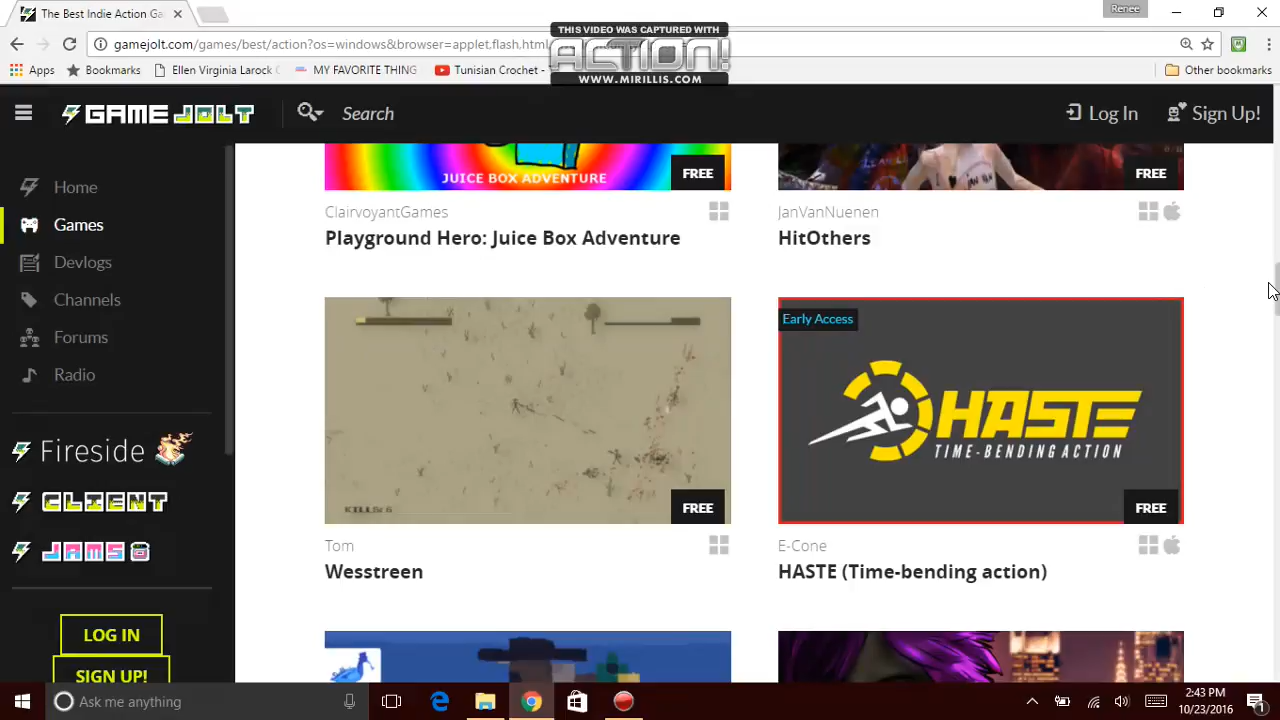 The Best Indie Action Ga
Renee
THIS VIDEO WAS CAPTURED WITH
ACTION!
WWW.MIRILLIS.COM
gamejolt.com/games/best/action?os=windows&browser=applet.flash.html
Apps
Bookmarks
Ellen Virginia Larock
MY FAVORITE THING
Tunisian Crochet -
Other bookmarks
GAME JOLT
Search
Log In
Sign Up!
Home
Games
Devlogs
Channels
Forums
Radio
Fireside
CLIENT
JAMS
LOG IN
SIGN UP!
JUICE BOX ADVENTURE
FREE
FREE
ClairvoyantGames
Playground Hero: Juice Box Adventure
JanVanNuenen
HitOthers
FREE
Early Access
HASTE
TIME-BENDING ACTION
FREE
Tom
Wesstreen
E-Cone
HASTE (Time-bending action)
Ask me anything
2:43 PM
10/23/2016